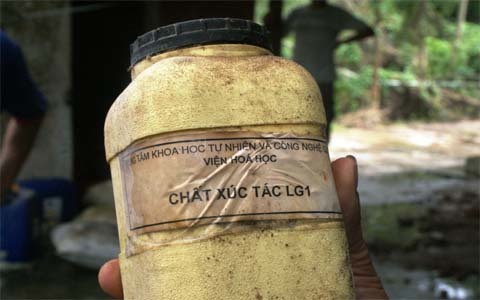 TÂM KHOA HỌC TỰ NHIÊN VÀ CÔNG NGHỆ
VIỆN HOÁ HỌC
CHẤT XÚC TÁC LG1